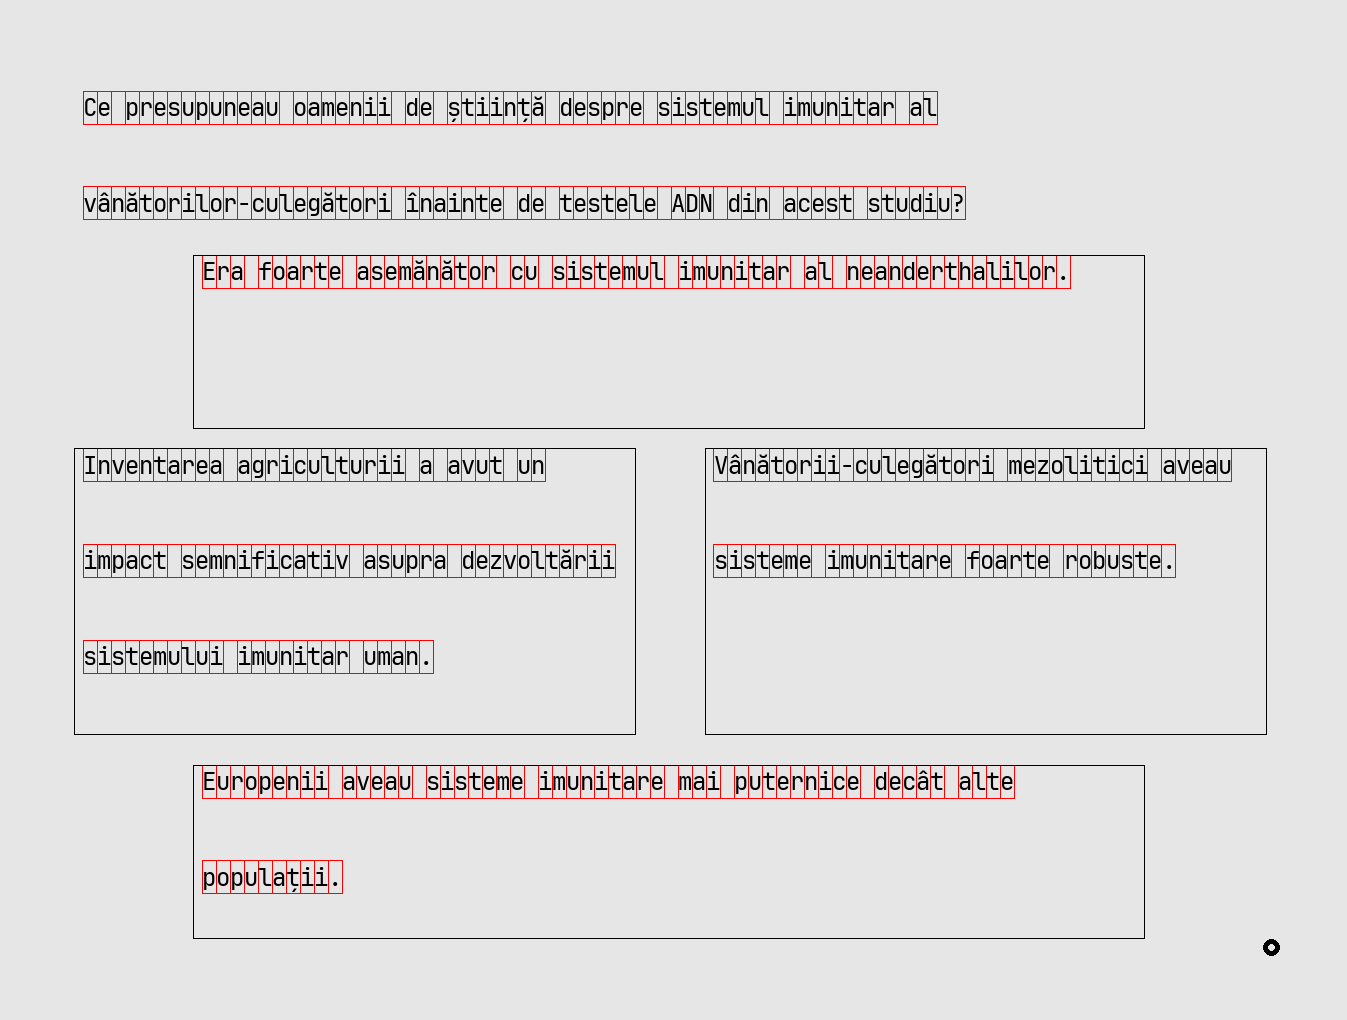 Ce presupuneau oamenii de știință despre sistemul imunitar al
vânătorilor-culegători înainte de testele ADN din acest studiu?
Era foarte asemănător cu sistemul imunitar al neanderthalilor.
Inventarea agriculturii a avut un
impact semnificativ asupra dezvoltării
sistemului imunitar uman.
Vânătorii-culegători mezolitici aveau
sisteme imunitare foarte robuste.
Europenii aveau sisteme imunitare mai puternice decât alte
populații.